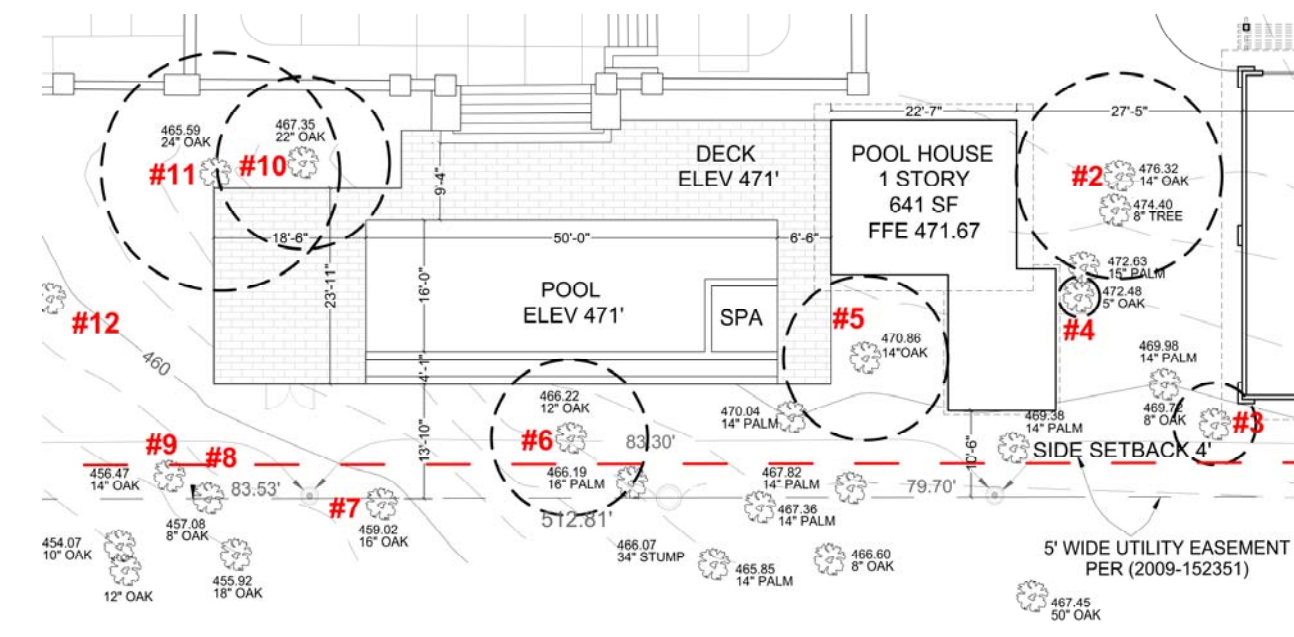 22'-7"
27'-5"
465.59
24" OAK
467.35
22" OAK
#11
#10
DECK
ELEV 471'
POOL HOUSE
1 STORY
641 SF
FFE 471.67
#2
476.32
14" OAK
474.40
8" TREE
9'-4"
18'-6"
50'-0"
6'-6"
472.63
15" PALM
472.48
5" OAK
#4
23'-11"
16'-0"
POOL
ELEV 471'
SPA
#5
470.86
14"OAK
#12
460
469.98
14" PALM
4'-1"
466.22
12" OAK
470.04
14" PALM
469.72
8" OAK
#3
469.38
14" PALM
#6
83.30'
13'-10"
10'-6"
SIDE SETBACK 4'
#9
#8
456.47
14" OAK
83.53'
466.19
16" PALM
467.82
14" PALM
79.70'
#7
457.08
8" OAK
459.02
16" OAK
512.81'
467.36
14" PALM
454.07
10" OAK
466.07
34" STUMP
466.60
8" OAK
5' WIDE UTILITY EASEMENT
PER (2009-152351)
455.92
18" OAK
465.85
14" PALM
12" OAK
467.45
50" OAK